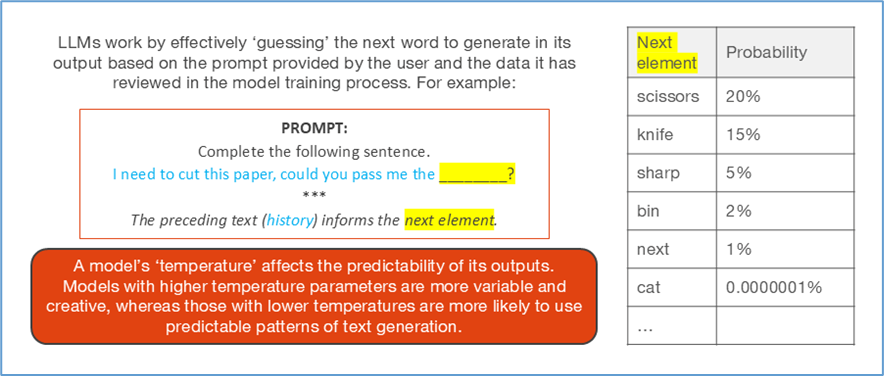 LLMs work by effectively ‘guessing’ the next word to generate in its
output based on the prompt provided by the user and the data it has
reviewed in the model training process. For example:
PROMPT:
Complete the following sentence.
I need to cut this paper, could you pass me the ________?
***
The preceding text (history) informs the next element.
A model’s ‘temperature’ affects the predictability of its outputs.
Models with higher temperature parameters are more variable and
creative, whereas those with lower temperatures are more likely to use
predictable patterns of text generation.
Next
element
Probability
scissors 20%
knife 15%
sharp 5%
bin 2%
next 1%
cat 0.0000001%
…